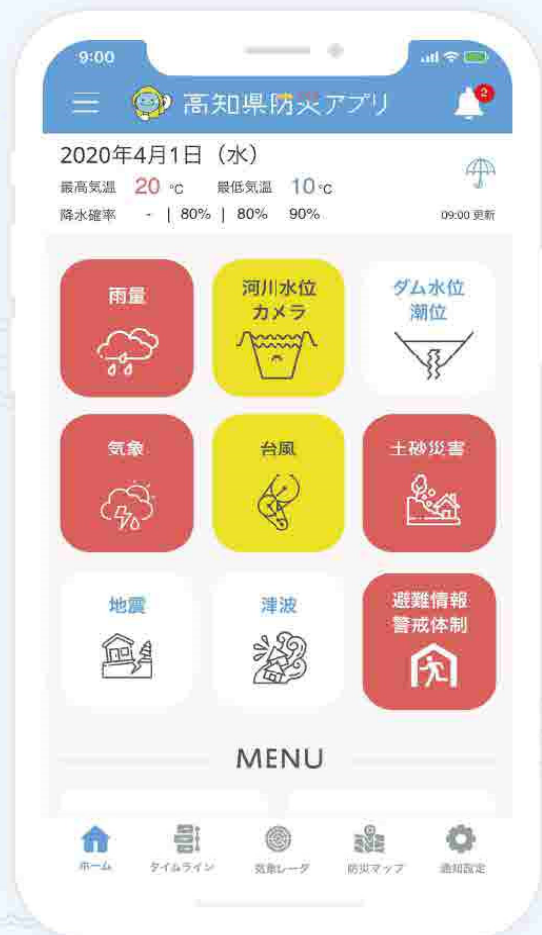 9:00
高知県防災アプリ
2
2020年4月1日（水）
最高気温 20 ℃ 最低気温 10 ℃
降水確率 - | 80% | 80% 90%
09:00 更新
雨量
河川水位
カメラ
ダム水位
潮位
気象
台風
土砂災害
地震
津波
避難情報
警戒体制
MENU
ホーム
タイムライン
気象レーダ
防災マップ
通知設定